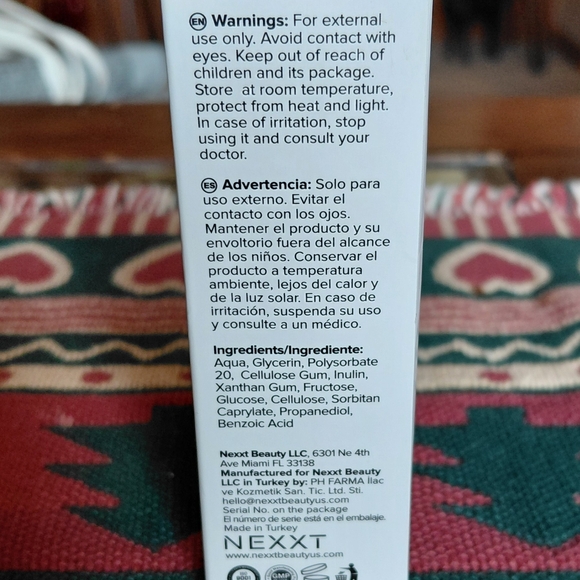 EN Warnings: For external
use only. Avoid contact with
eyes. Keep out of reach of
children and its package.
Store at room temperature,
protect from heat and light.
In case of irritation, stop
using it and consult your
doctor.
ES Advertencia: Solo para
uso externo. Evitar el
contacto con los ojos.
Mantener el producto y su
envoltorio fuera del alcance
de los niños. Conservar el
producto a temperatura
ambiente, lejos del calor y
de la luz solar. En caso de
irritación, suspenda su uso
y consulte a un médico.
Ingredients/Ingrediente:
Aqua, Glycerin, Polysorbate
20, Cellulose Gum, Inulin,
Xanthan Gum, Fructose,
Glucose, Cellulose, Sorbitan
Caprylate, Propanediol,
Benzoic Acid
Nexxt Beauty LLC, 6301 Ne 4th
Ave Miami FL 33138
Manufactured for Nexxt Beauty
LLC in Turkey by: PH FARMA İlac
ve Kozmetik San. Tic. Ltd. Sti.
hello@nexxtbeautyus.com
Serial No. on the package
El número de serie está en el embalaje.
Made in Turkey
NEXXT
www.nexxtbeautyus.com
GMP